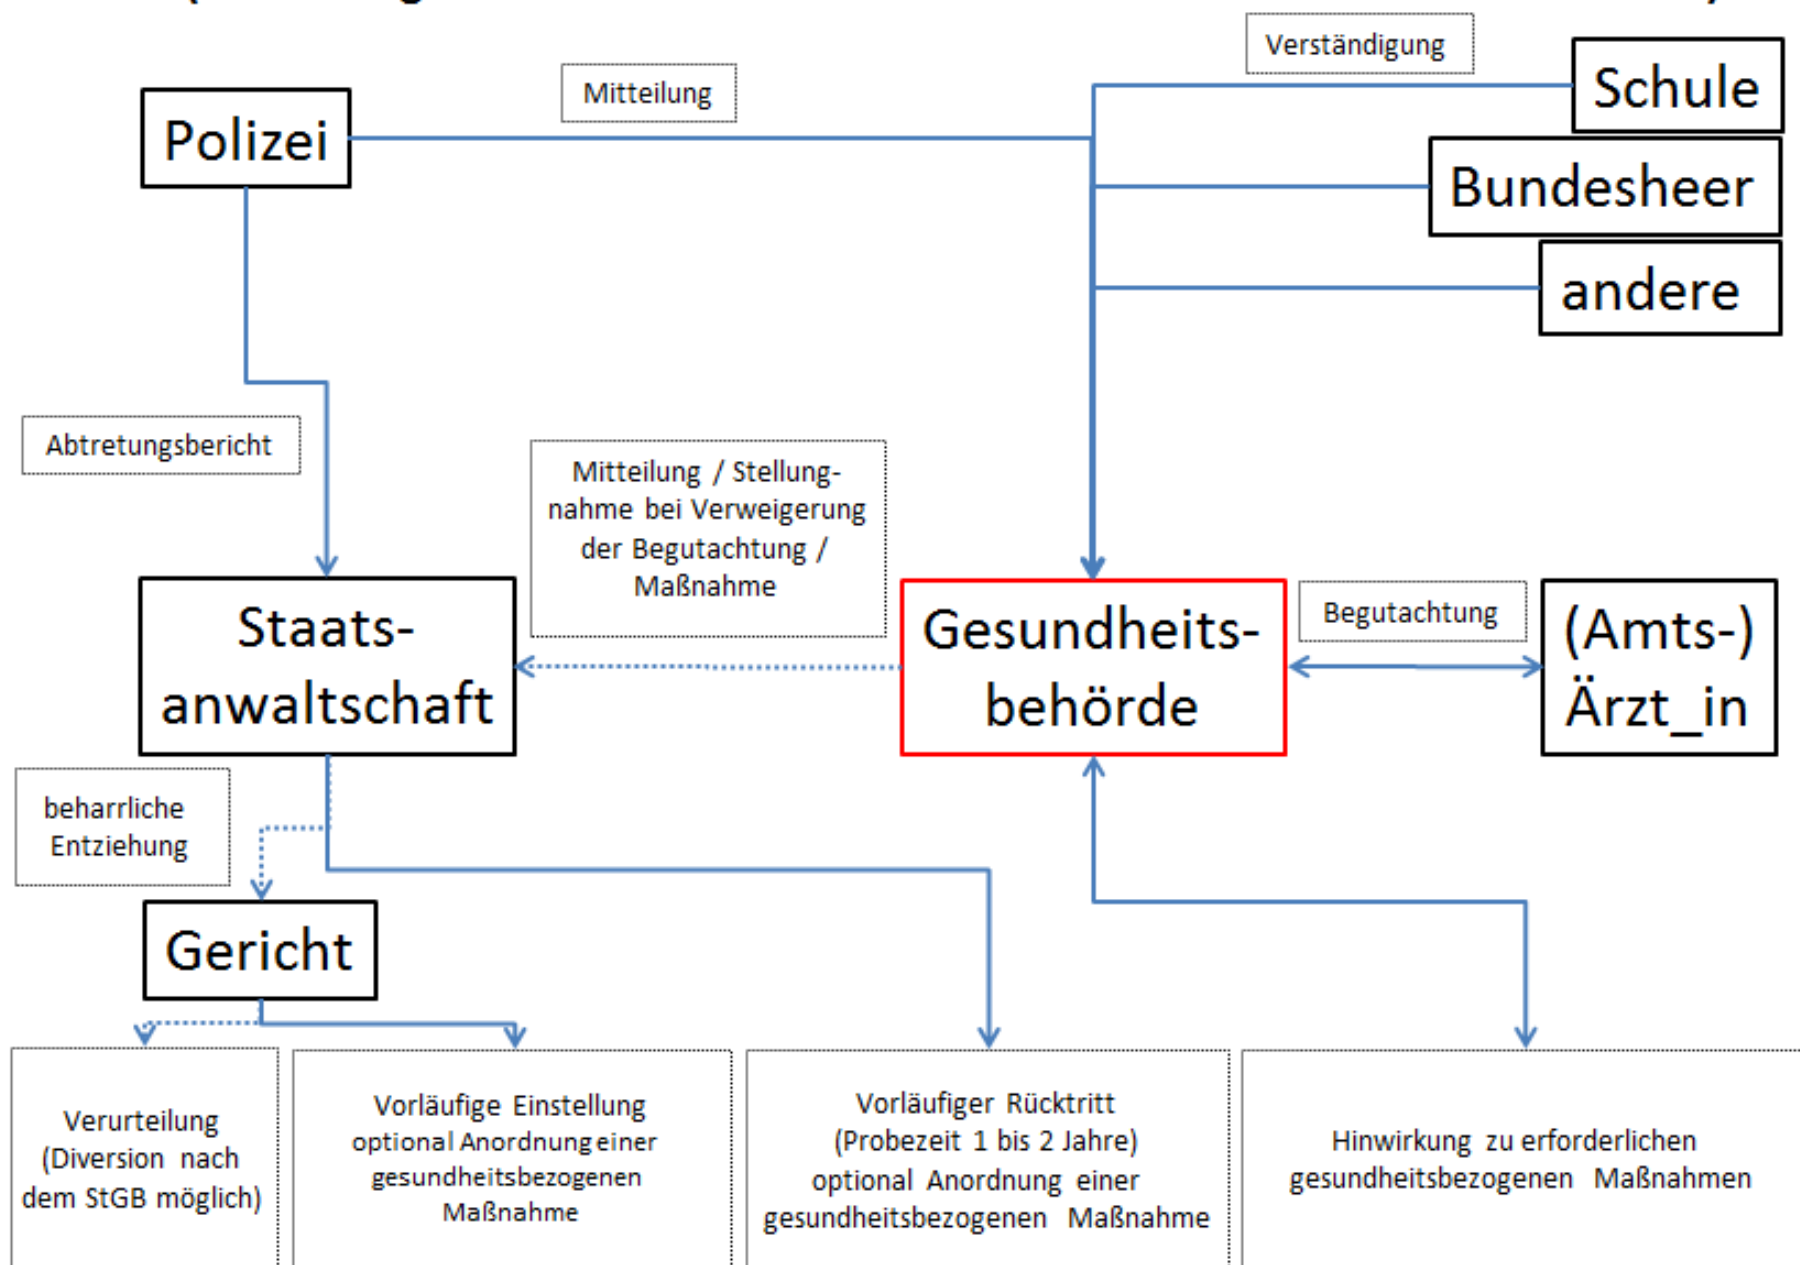 Verständigung
Schule
Mitteilung
Polizei
Bundesheer
andere
Abtretungsbericht
Mitteilung / Stellung-
nahme bei Verweigerung
der Begutachtung /
Maßnahme
Staats-
anwaltschaft
Gesundheits-
behörde
Begutachtung
(Amts-)
Ärzt_in
beharrliche
Entziehung
Gericht
Verurteilung
(Diversion nach
dem StGB möglich)
Vorläufige Einstellung
optional Anordnung einer
gesundheitsbezogenen
Maßnahme
Vorläufiger Rücktritt
(Probezeit 1 bis 2 Jahre)
optional Anordnung einer
gesundheitsbezogenen Maßnahme
Hinwirkung zu erforderlichen
gesundheitsbezogenen Maßnahmen